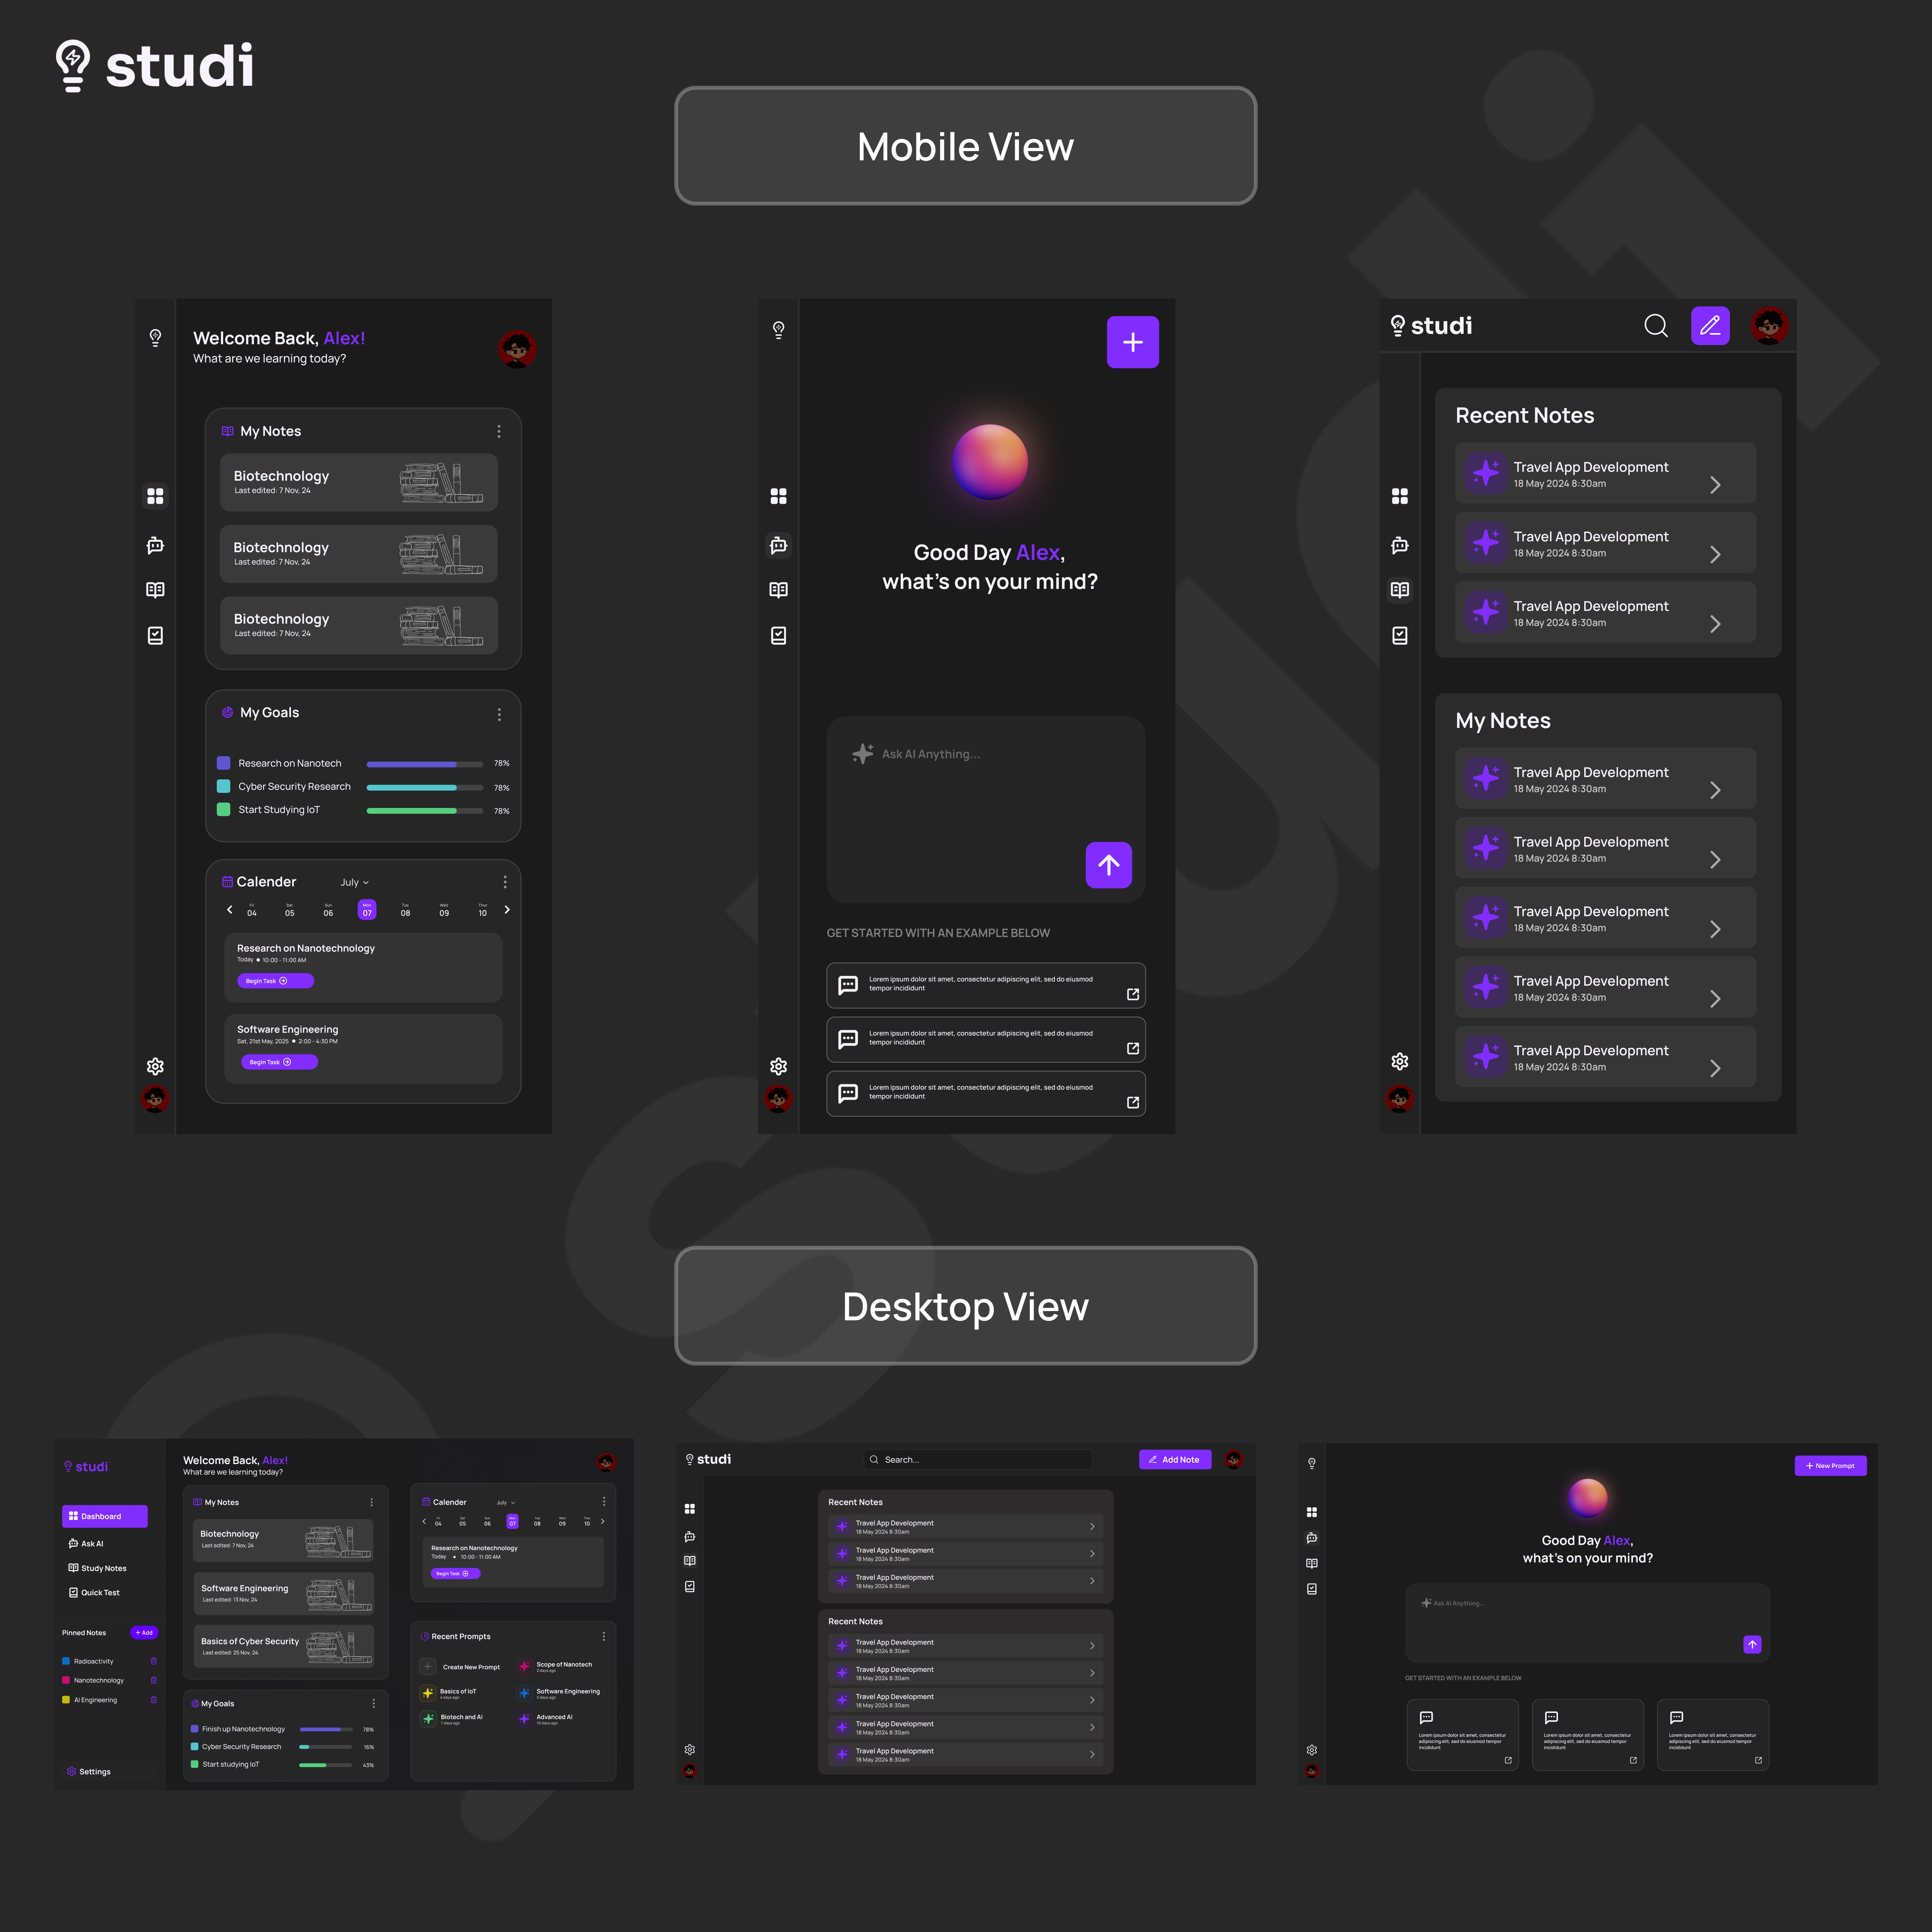 studi
Mobile View
Welcome Back, Alex!
What are we learning today?
My Notes
Biotechnology
Last edited: 7 Nov, 24
Biotechnology
Last edited: 7 Nov, 24
Biotechnology
Last edited: 7 Nov, 24
My Goals
Research on Nanotech 78%
Cyber Security Research 78%
Start Studying IoT 78%
Calender July
Fri Sat Sun Mon Tue Wed Thur
04 05 06 07 08 09 10
Research on Nanotechnology
Today • 10:00 - 11:00 AM
Begin Task
Software Engineering
Sat, 21st May, 2025 • 2:00 - 4:30 PM
Begin Task
Good Day Alex,
what's on your mind?
Ask AI Anything...
GET STARTED WITH AN EXAMPLE BELOW
Lorem ipsum dolor sit amet, consectetur adipiscing elit, sed do eiusmod
tempor incididunt
Lorem ipsum dolor sit amet, consectetur adipiscing elit, sed do eiusmod
tempor incididunt
Lorem ipsum dolor sit amet, consectetur adipiscing elit, sed do eiusmod
tempor incididunt
studi
Recent Notes
Travel App Development
18 May 2024 8:30am
Travel App Development
18 May 2024 8:30am
Travel App Development
18 May 2024 8:30am
My Notes
Travel App Development
18 May 2024 8:30am
Travel App Development
18 May 2024 8:30am
Travel App Development
18 May 2024 8:30am
Travel App Development
18 May 2024 8:30am
Travel App Development
18 May 2024 8:30am
Desktop View
studi
Dashboard
Ask AI
Study Notes
Quick Test
Pinned Notes + Add
Radioactivity
Nanotechnology
AI Engineering
Settings
Welcome Back, Alex!
What are we learning today?
My Notes
Biotechnology
Last edited: 7 Nov, 24
Software Engineering
Last edited: 13 Nov, 24
Basics of Cyber Security
Last edited: 25 Nov, 24
My Goals
Finish up Nanotechnology 78%
Cyber Security Research 16%
Start studying IoT 43%
Calender July
Fri Sat Sun Mon Tue Wed Thur
04 05 06 07 08 09 10
Research on Nanotechnology
Today • 10:00 - 11:00 AM
Begin Task
Recent Prompts
Create New Prompt
Scope of Nanotech
2 days ago
Basics of IoT
Software Engineering
Biotech and AI
Advanced AI
studi
Search...
Add Note
Recent Notes
Travel App Development
18 May 2024 8:30am
Travel App Development
18 May 2024 8:30am
Travel App Development
18 May 2024 8:30am
Recent Notes
Travel App Development
18 May 2024 8:30am
Travel App Development
18 May 2024 8:30am
Travel App Development
18 May 2024 8:30am
Travel App Development
18 May 2024 8:30am
Travel App Development
18 May 2024 8:30am
+ New Prompt
Good Day Alex,
what's on your mind?
Ask AI Anything...
GET STARTED WITH AN EXAMPLE BELOW
Lorem ipsum dolor sit amet, consectetur
adipiscing elit, sed do eiusmod tempor
incididunt
Lorem ipsum dolor sit amet, consectetur
adipiscing elit, sed do eiusmod tempor
incididunt
Lorem ipsum dolor sit amet, consectetur
adipiscing elit, sed do eiusmod tempor
incididunt